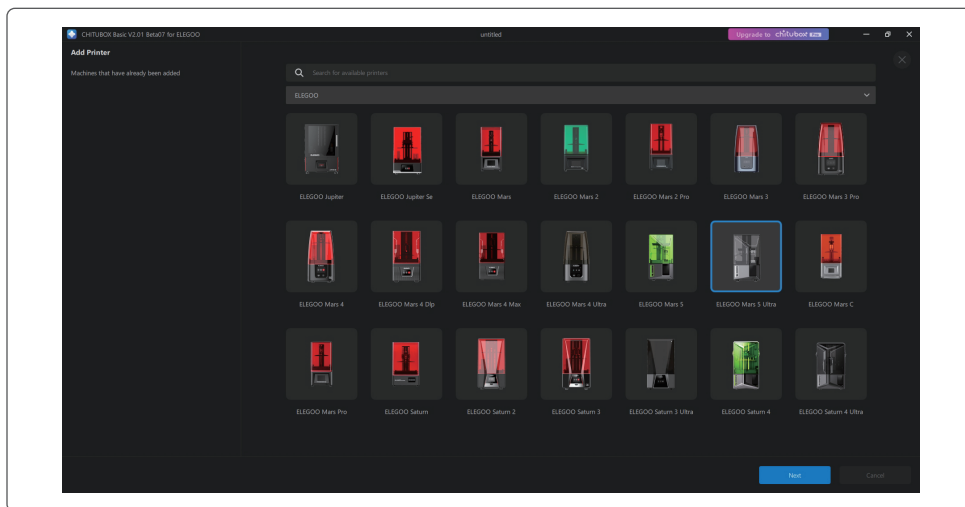 CHITUBOX Basic V2.01 Beta07 for ELEGOO
untitled
Upgrade to chitubox PRO
Add Printer
Machines that have already been added
Search for available printers
ELEGOO
ELEGOO Jupiter
ELEGOO Jupiter Se
ELEGOO Mars
ELEGOO Mars 2
ELEGOO Mars 2 Pro
ELEGOO Mars 3
ELEGOO Mars 3 Pro
ELEGOO Mars 4
ELEGOO Mars 4 Dlp
ELEGOO Mars 4 Max
ELEGOO Mars 4 Ultra
ELEGOO Mars 5
ELEGOO Mars 5 Ultra
ELEGOO Mars C
ELEGOO Mars Pro
ELEGOO Saturn
ELEGOO Saturn 2
ELEGOO Saturn 3
ELEGOO Saturn 3 Ultra
ELEGOO Saturn 4
ELEGOO Saturn 4 Ultra
Next
Cancel